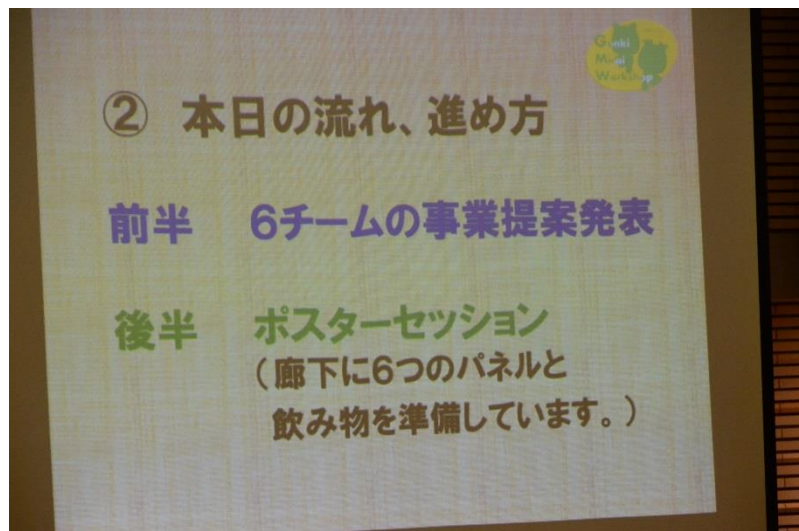 Genki
Workshop
② 本日の流れ、進め方
前半 6チームの事業提案発表
後半 ポスターセッション
(廊下に6つのパネルと
飲み物を準備しています。)